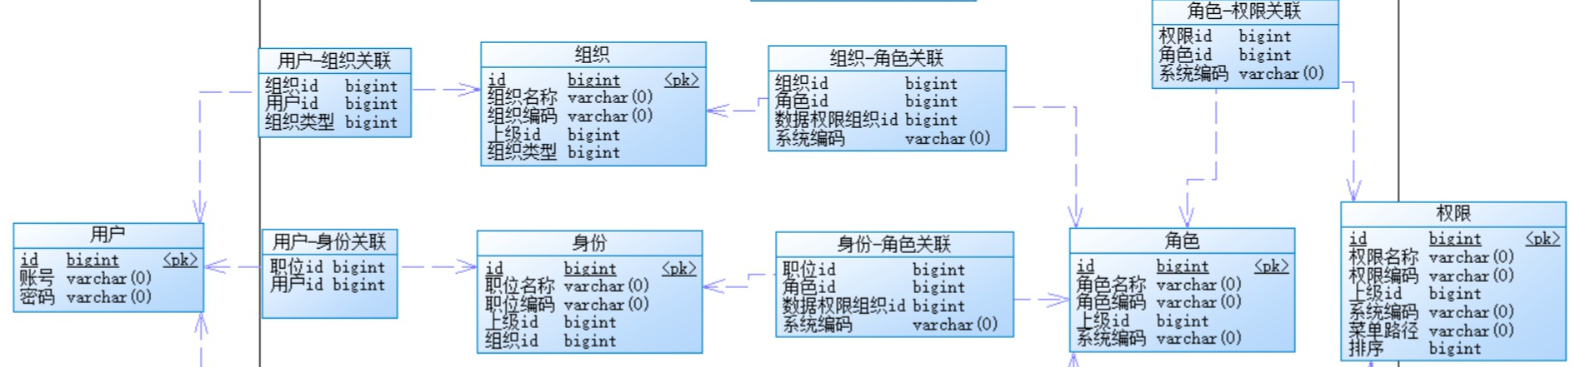 角色-权限关联
权限id bigint
角色id bigint
系统编码 varchar(0)
用户-组织关联
组织id bigint
用户id bigint
组织类型 bigint
组织
id bigint <pk>
组织名称 varchar(0)
组织编码 varchar(0)
上级id bigint
组织类型 bigint
组织-角色关联
组织id bigint
角色id bigint
数据权限组织id bigint
系统编码 varchar(0)
用户
id bigint <pk>
账号 varchar(0)
密码 varchar(0)
用户-身份关联
职位id bigint
用户id bigint
身份
id bigint <pk>
职位名称 varchar(0)
职位编码 varchar(0)
上级id bigint
组织id bigint
身份-角色关联
职位id bigint
角色id bigint
数据权限组织id bigint
系统编码 varchar(0)
角色
id bigint <pk>
角色名称 varchar(0)
角色编码 varchar(0)
上级id bigint
系统编码 varchar(0)
权限
id bigint <pk>
权限名称 varchar(0)
权限编码 varchar(0)
上级id bigint
系统编码 varchar(0)
菜单路径 varchar(0)
排序 bigint